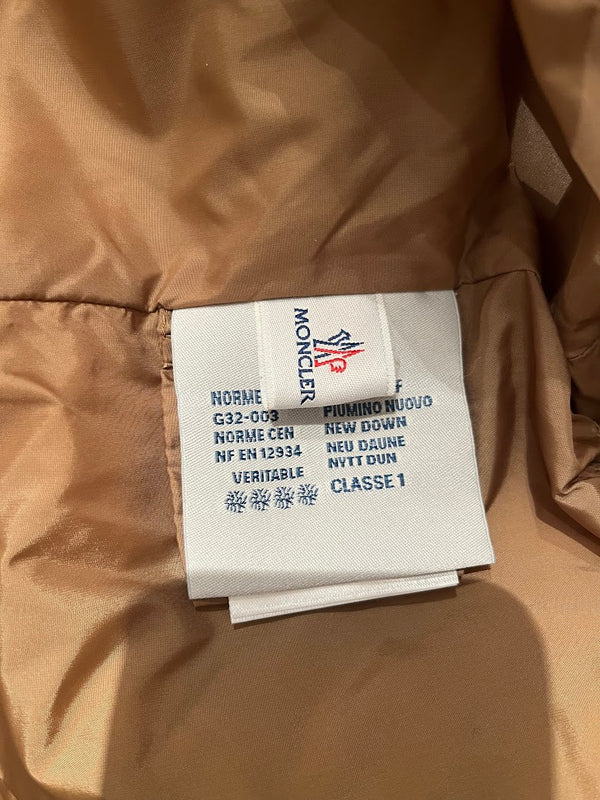 MONCLER
NORME
G32-003
NORME CEN
NF EN 12934
VERITABLE
PIUMINO NUOVO
NEW DOWN
NEU DAUNE
NYTT DUN
CLASSE 1